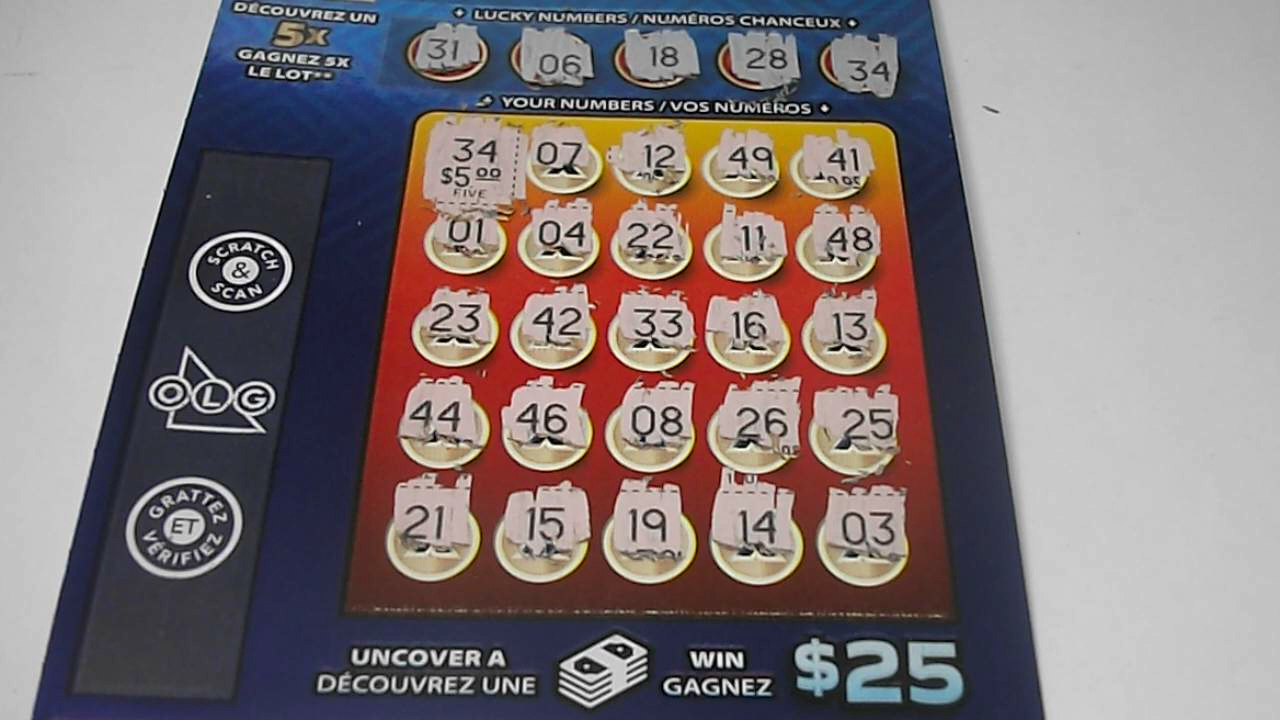 DÉCOUVREZ UN
5X
GAGNEZ 5X
LE LOT**
LUCKY NUMBERS / NUMÉROS CHANCEUX
31 06 18 28 34
YOUR NUMBERS / VOS NUMÉROS
34 07 12 49 41
$5.00
FIVE
01 04 22 11 48
23 42 33 16 13
44 46 08 26 25
21 15 19 14 03
SCRATCH & SCAN
OLG
GRATTEZ ET VÉRIFIEZ
UNCOVER A
DÉCOUVREZ UNE
WIN
GAGNEZ
$25